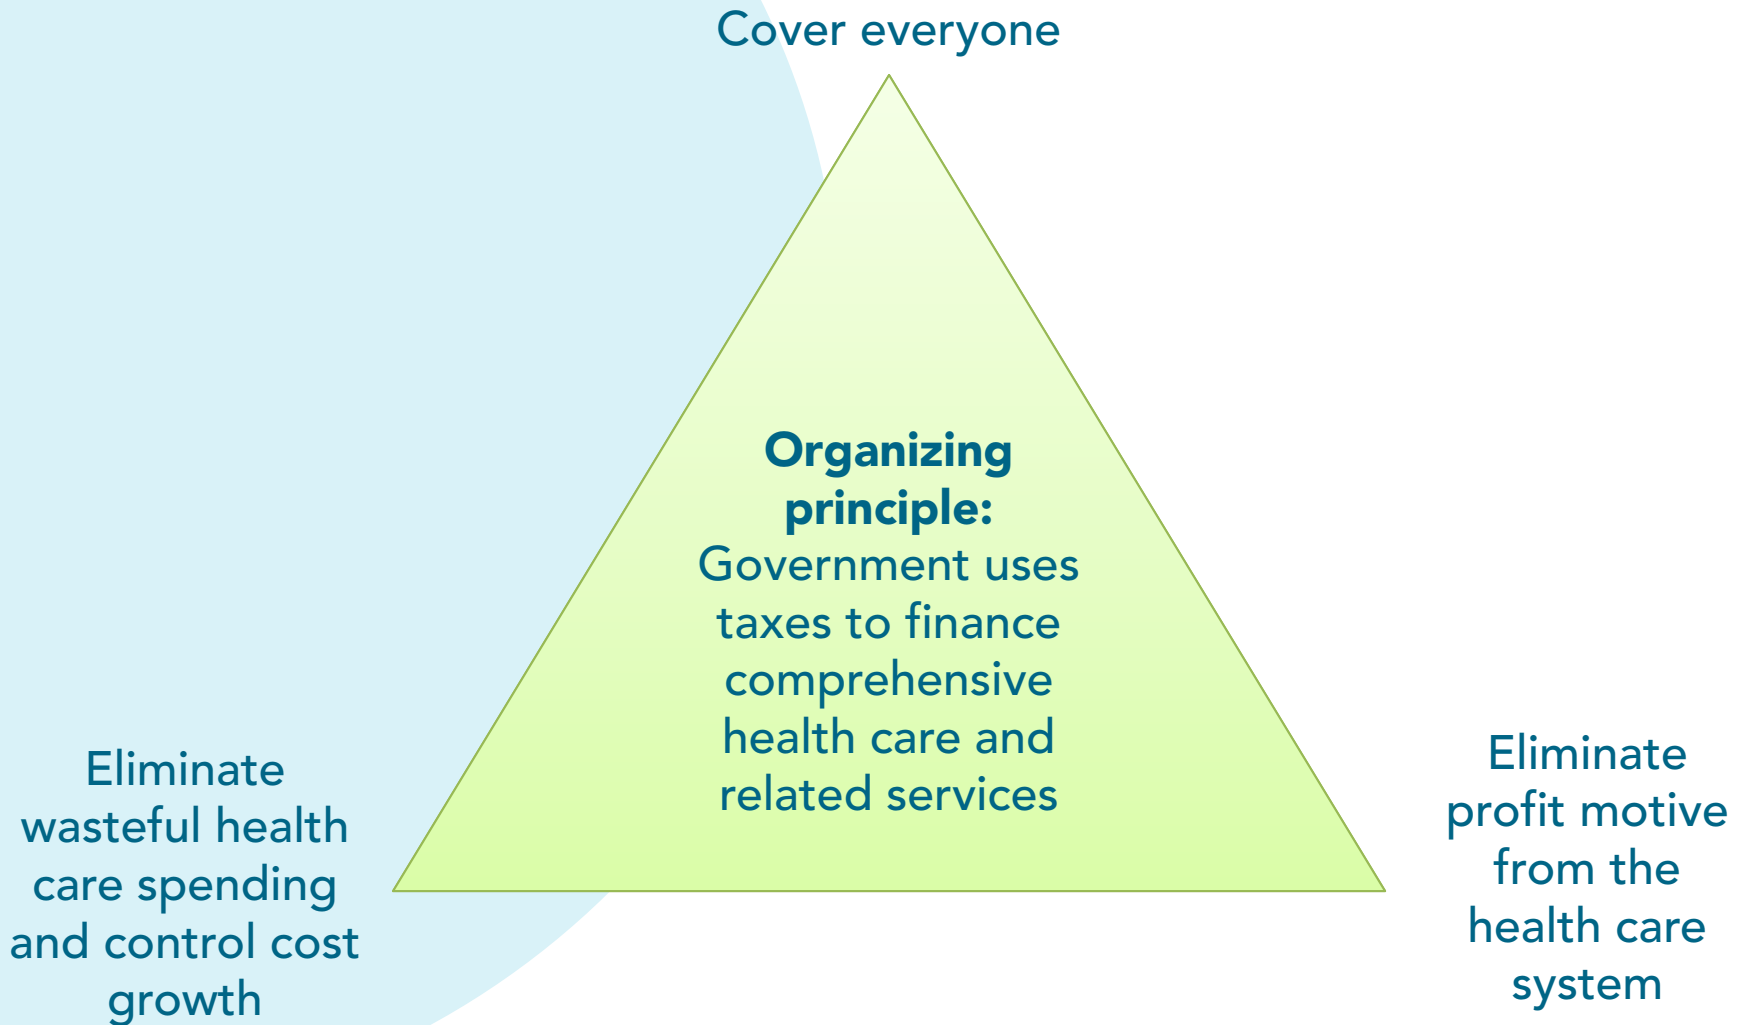 Cover everyone
Organizing
principle:
Government uses
taxes to finance
comprehensive
health care and
related services
Eliminate
wasteful health
care spending
and control cost
growth
Eliminate
profit motive
from the
health care
system